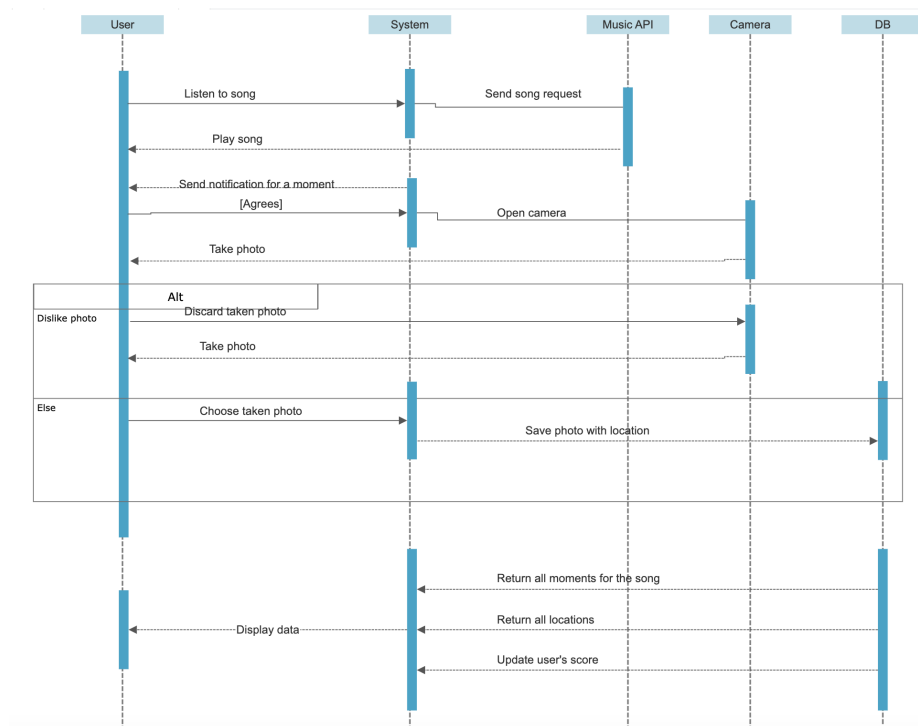 User
System
Music API
Camera
DB
Listen to song
Send song request
Play song
Send notification for a moment
[Agrees]
Open camera
Take photo
Alt
Dislike photo
Discard taken photo
Take photo
Else
Choose taken photo
Save photo with location
Return all moments for the song
Return all locations
Display data
Update user's score